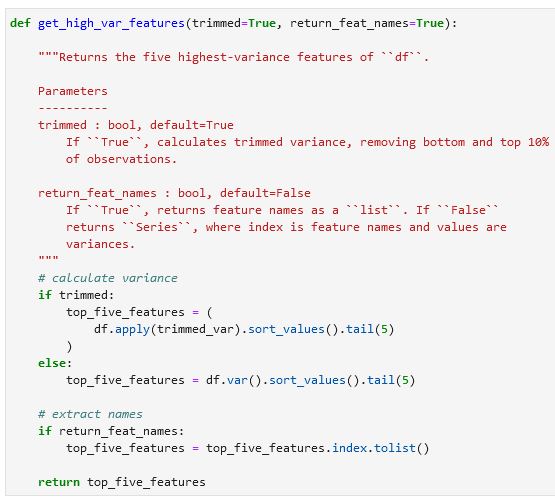 def get_high_var_features(trimmed=True, return_feat_names=True):
"""Returns the five highest-variance features of ``df``.
Parameters
----------
trimmed : bool, default=True
If ``True``, calculates trimmed variance, removing bottom and top 10%
of observations.
return_feat_names : bool, default=False
If ``True``, returns feature names as a ``list``. If ``False``
returns ``Series``, where index is feature names and values are
variances.
"""
# calculate variance
if trimmed:
top_five_features = (
df.apply(trimmed_var).sort_values().tail(5)
)
else:
top_five_features = df.var().sort_values().tail(5)
# extract names
if return_feat_names:
top_five_features = top_five_features.index.tolist()
return top_five_features